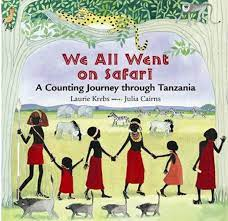 We All Went
on Safari
A Counting Journey through Tanzania
Laurie Krebs Julia Cairns